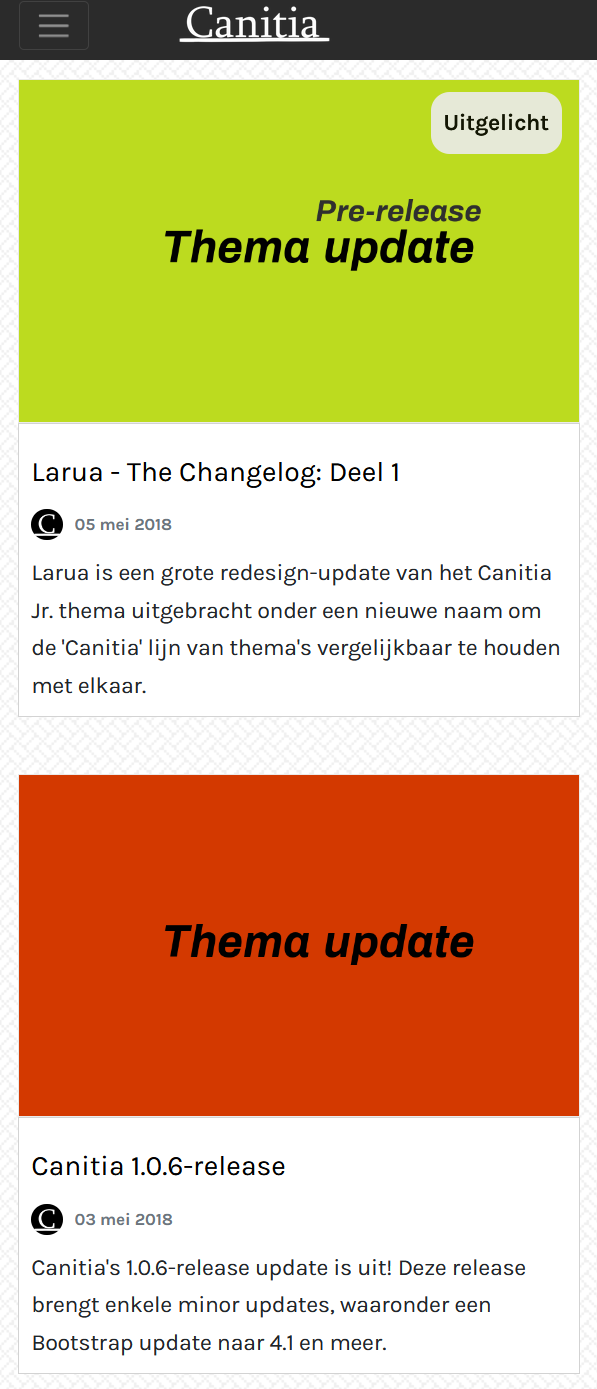 Canitia
Uitgelicht
Pre-release
Thema update
Larua - The Changelog: Deel 1
C 05 mei 2018
Larua is een grote redesign-update van het Canitia
Jr. thema uitgebracht onder een nieuwe naam om
de 'Canitia' lijn van thema's vergelijkbaar te houden
met elkaar.
Thema update
Canitia 1.0.6-release
C 03 mei 2018
Canitia's 1.0.6-release update is uit! Deze release
brengt enkele minor updates, waaronder een
Bootstrap update naar 4.1 en meer.